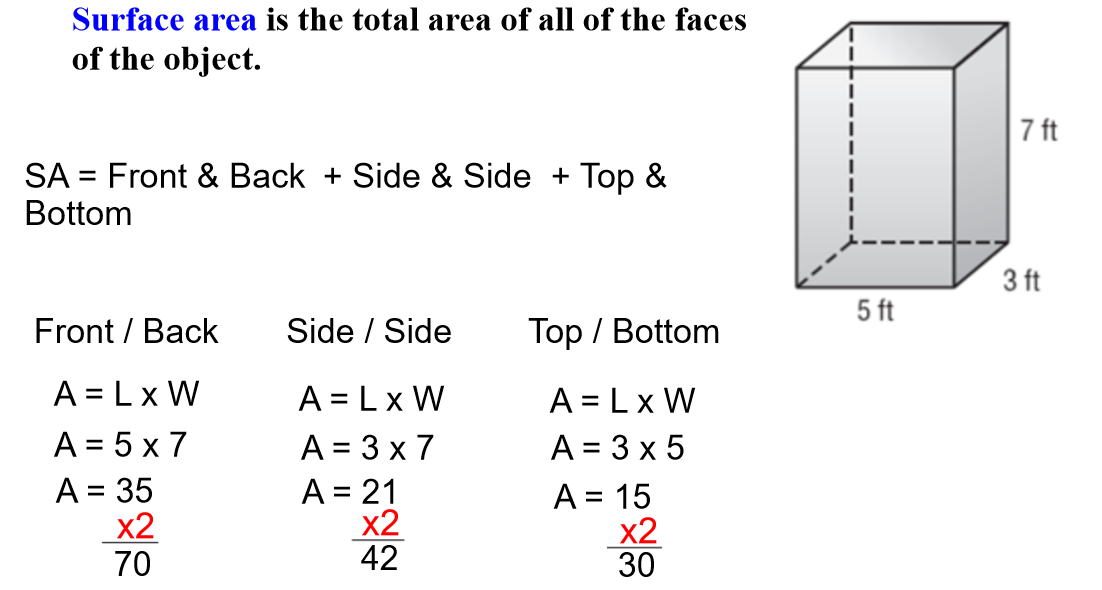 Surface area is the total area of all of the faces
of the object.
7 ft
SA = Front & Back + Side & Side + Top &
Bottom
3 ft
5 ft
Front / Back
A = L x W
A = 5 x 7
A = 35
x2
70
Side / Side
A = L x W
A = 3 x 7
A = 21
x2
42
Top / Bottom
A = L x W
A = 3 x 5
A = 15
x2
30